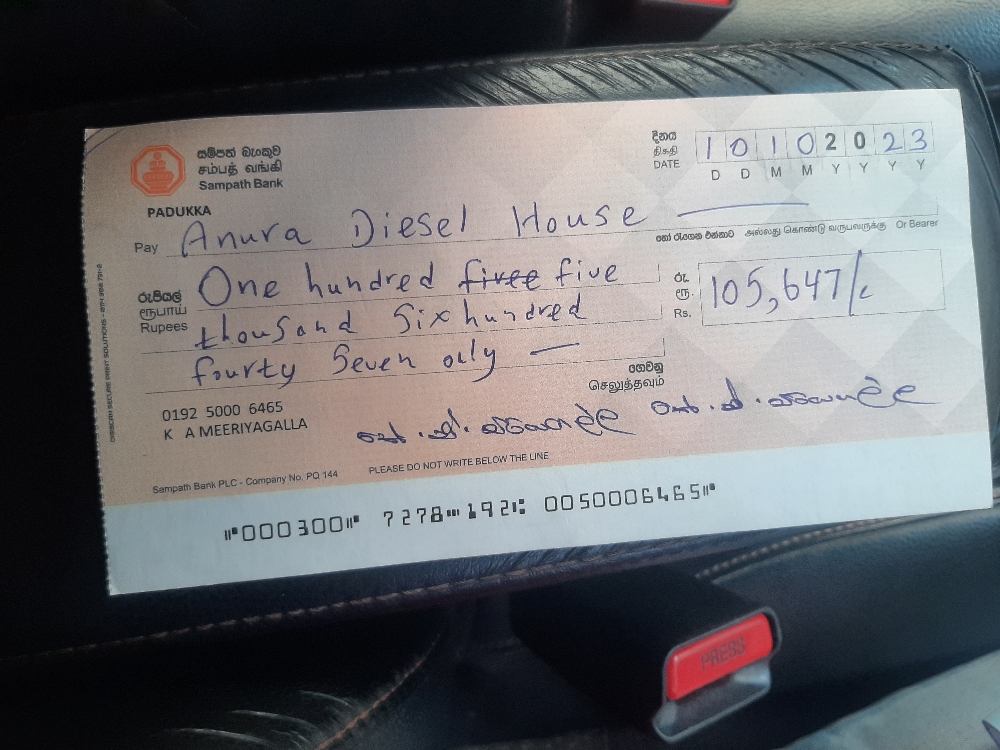 සම්පත් බැංකුව
சம்பத் வங்கி
Sampath Bank
PADUKKA
දිනය
திகதி
DATE
1 0 1 0 2 0 2 3
D D M M Y Y Y Y
Pay Anura Diesel House
හෝ රැගෙන එන්නාට அல்லது கொண்டு வருபவருக்கு Or Bearer
රුපියල්
ரூபாய்
Rupees
One hundred five
thousand Six hundred
fourty Seven only
රු.
ரூ.
Rs.
105,647/
ගෙවනු
செலுத்தவும்
0192 5000 6465
K A MEERIYAGALLA
Sampath Bank PLC - Company No. PQ 144
PLEASE DO NOT WRITE BELOW THE LINE
⑈000300⑈ 7278⑉192⑆ 0050006465⑈
PRESS